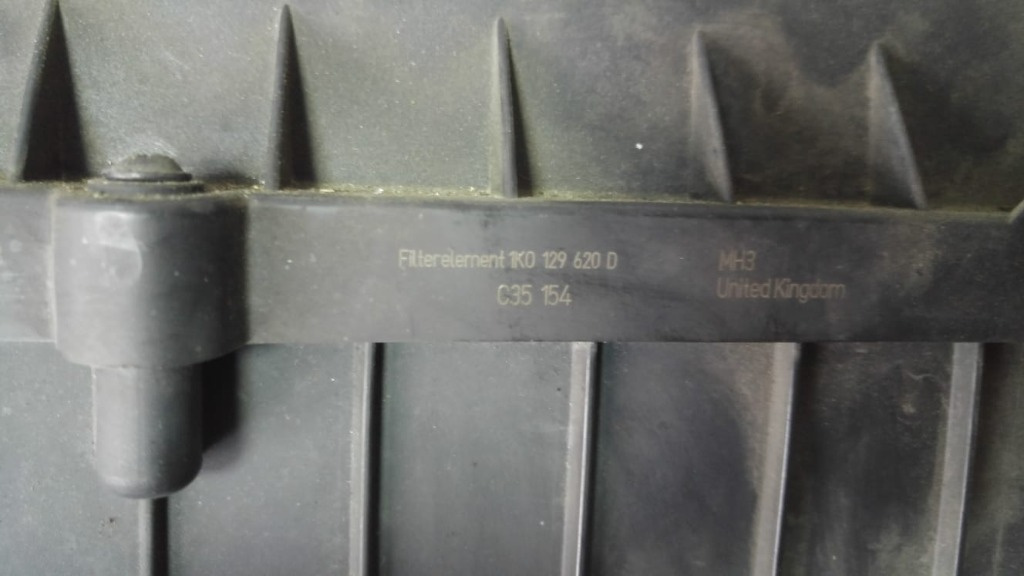 Filterelement 1K0 129 620 D
C35 154
MH3
United Kingdom